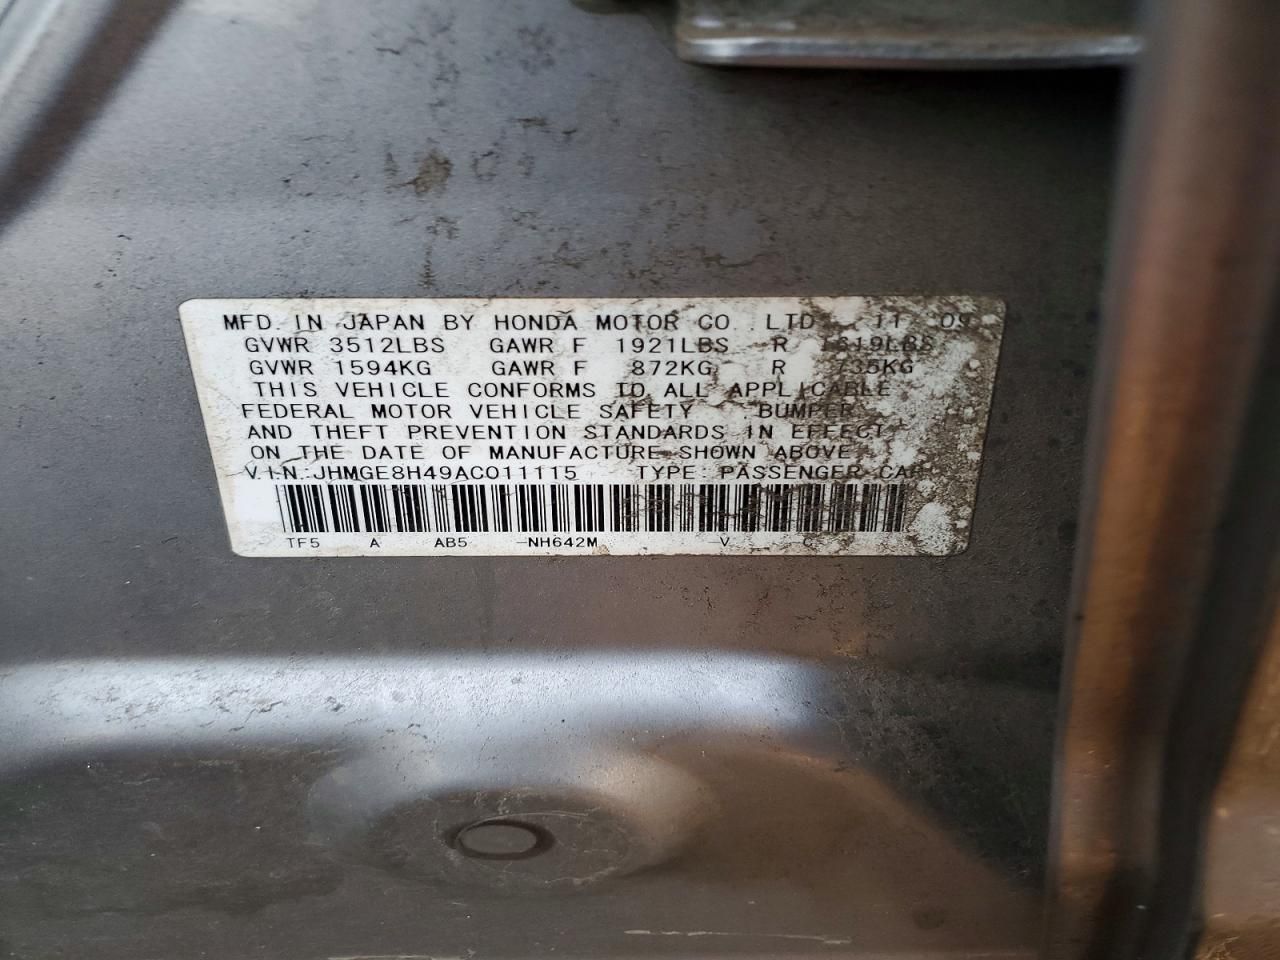 MFD. IN JAPAN BY HONDA MOTOR CO., LTD. 11 09
GVWR 3512LBS GAWR F 1921LBS R 1619LBS
GVWR 1594KG GAWR F 872KG R 735KG
THIS VEHICLE CONFORMS TO ALL APPLICABLE
FEDERAL MOTOR VEHICLE SAFETY , BUMPER,
AND THEFT PREVENTION STANDARDS IN EFFECT
ON THE DATE OF MANUFACTURE SHOWN ABOVE.
V.I.N.:JHMGE8H49AC011115 TYPE: PASSENGER CAR
TF5 A AB5 -NH642M -V C